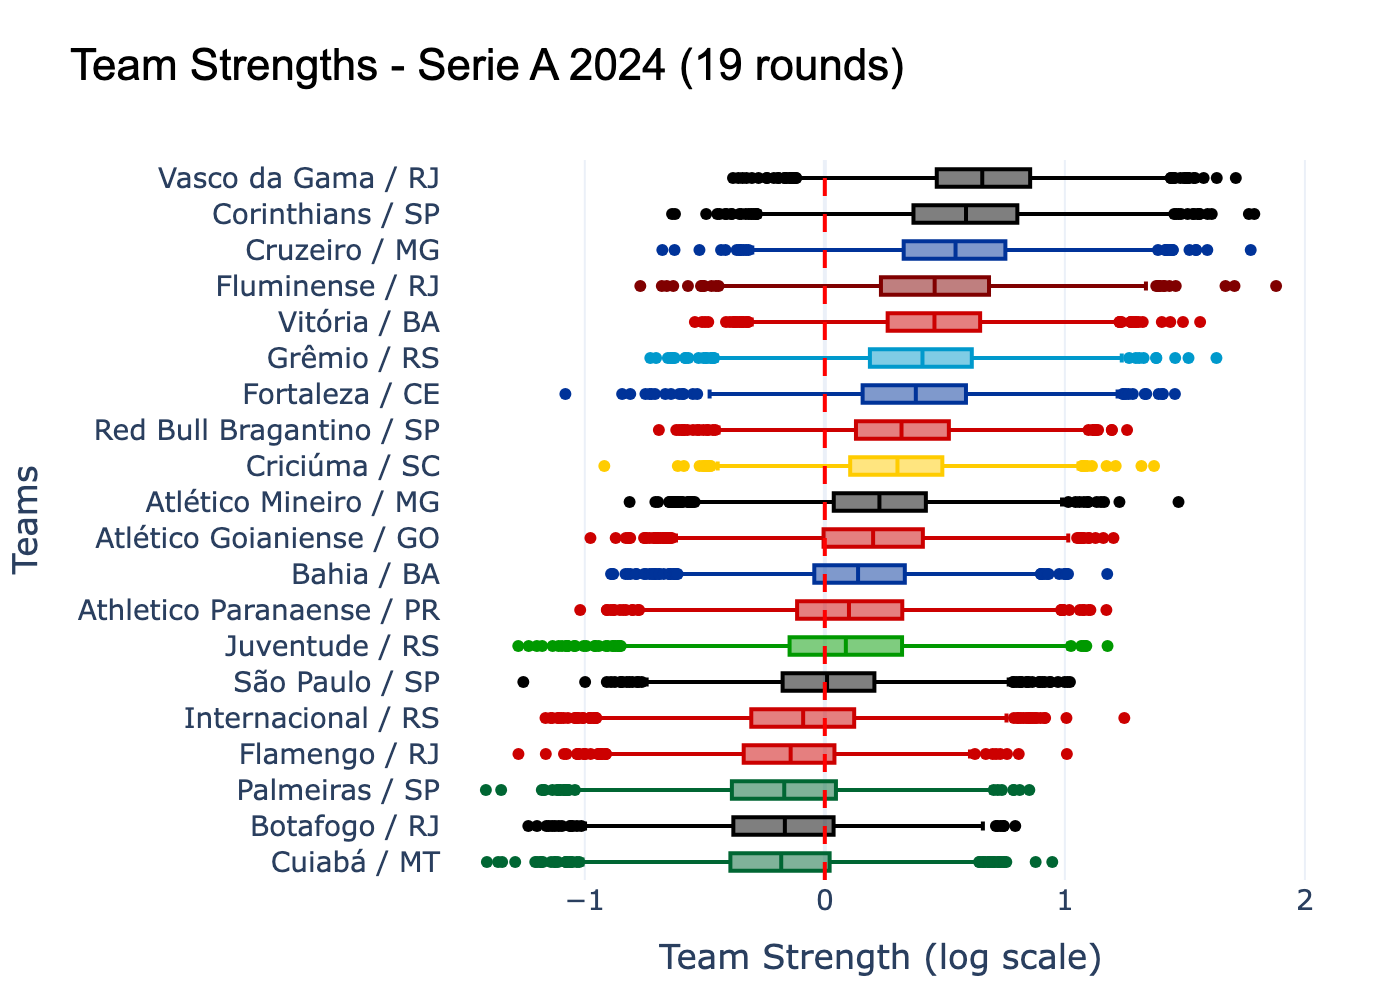 Team Strengths - Serie A 2024 (19 rounds)
Teams
Vasco da Gama / RJ
Corinthians / SP
Cruzeiro / MG
Fluminense / RJ
Vitória / BA
Grêmio / RS
Fortaleza / CE
Red Bull Bragantino / SP
Criciúma / SC
Atlético Mineiro / MG
Atlético Goianiense / GO
Bahia / BA
Athletico Paranaense / PR
Juventude / RS
São Paulo / SP
Internacional / RS
Flamengo / RJ
Palmeiras / SP
Botafogo / RJ
Cuiabá / MT
−1 0 1 2
Team Strength (log scale)